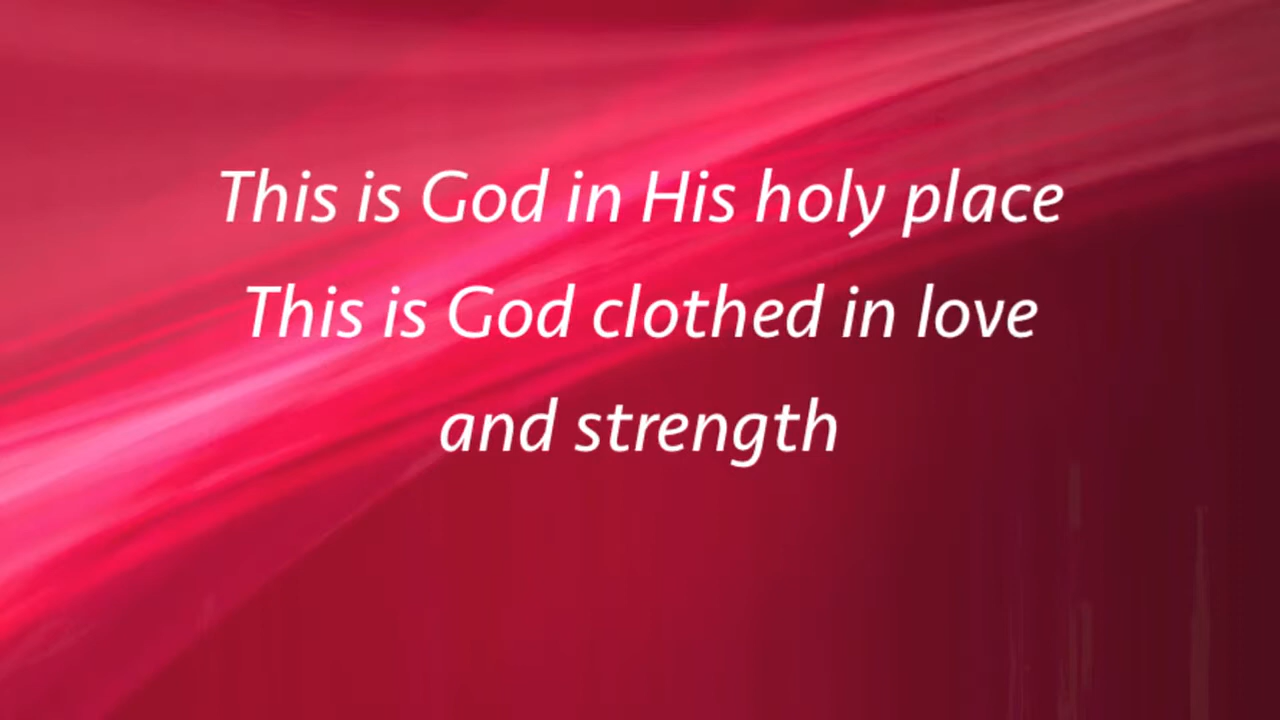 This is God in His holy place
This is God clothed in love
and strength